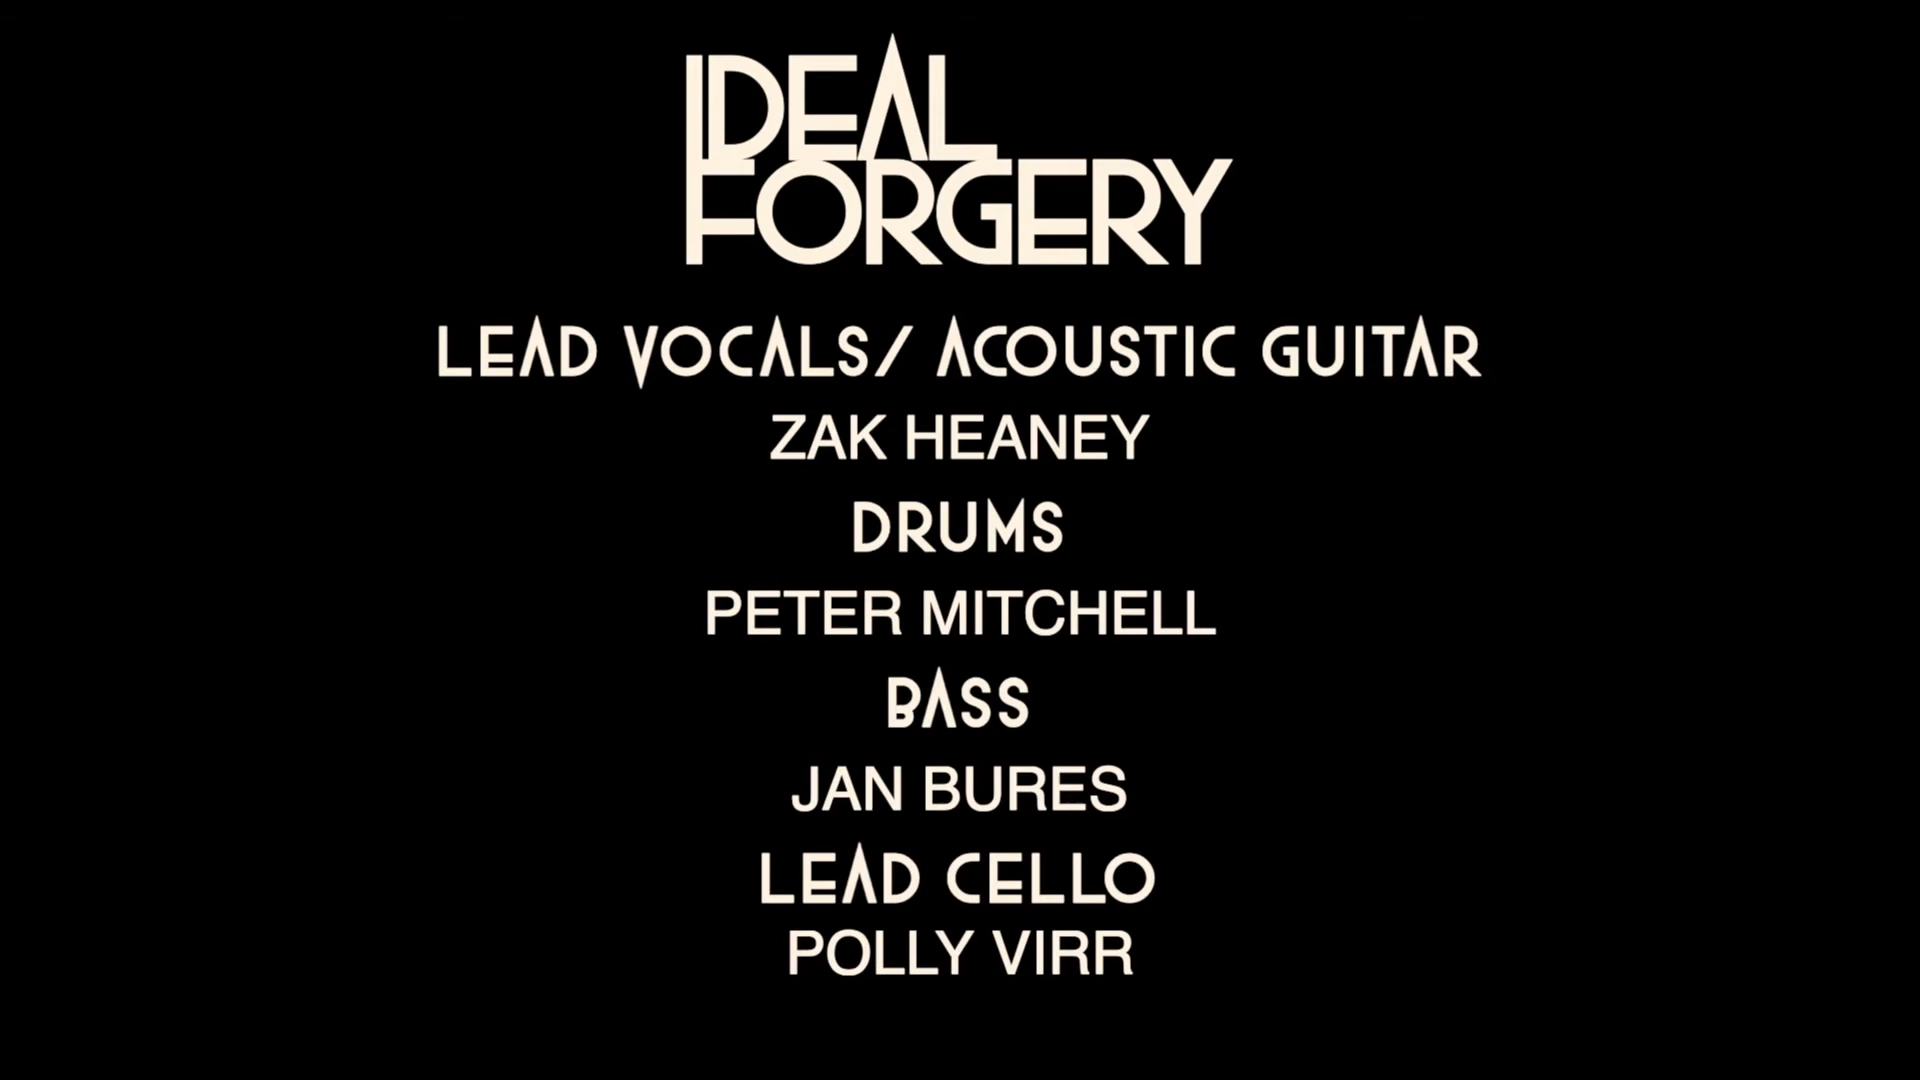 IDEAL
FORGERY
LEAD VOCALS/ ACOUSTIC GUITAR
ZAK HEANEY
DRUMS
PETER MITCHELL
BASS
JAN BURES
LEAD CELLO
POLLY VIRR